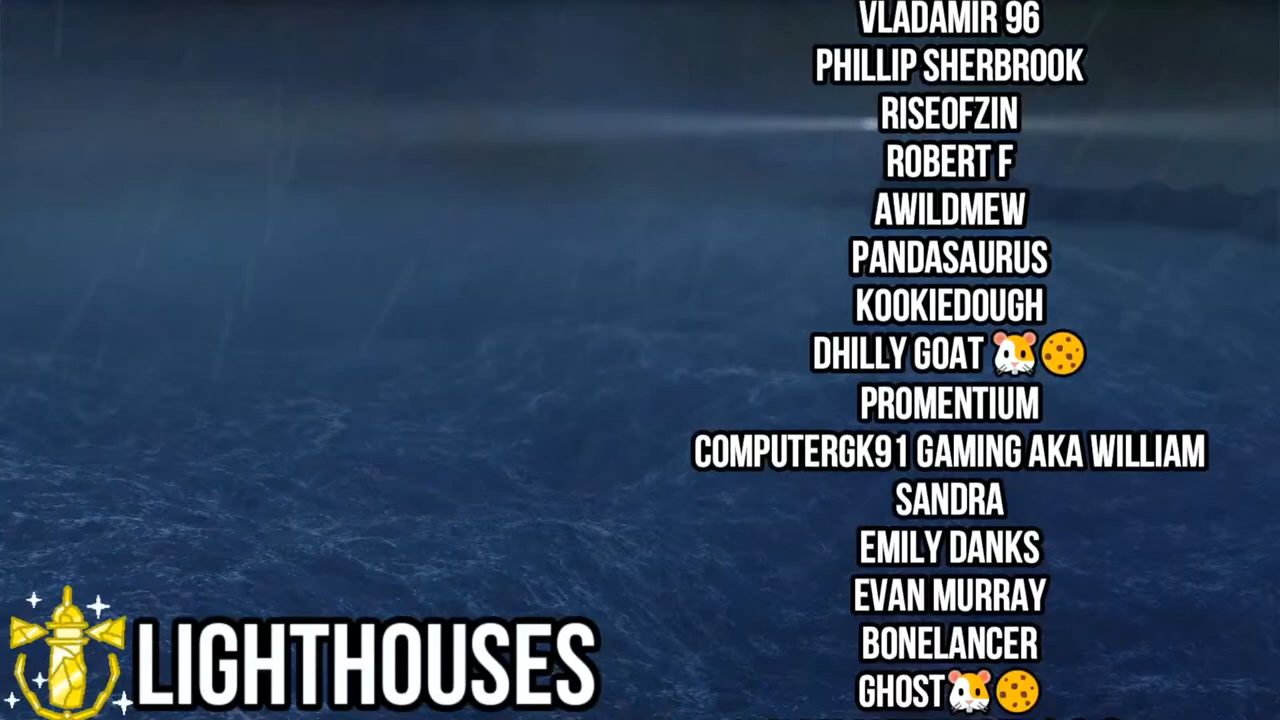 VLADAMIR 96
PHILLIP SHERBROOK
RISEOFZIN
ROBERT F
AWILDMEW
PANDASAURUS
KOOKIEDOUGH
DHILLY GOAT 🐹🍪
PROMENTIUM
COMPUTERGK91 GAMING AKA WILLIAM
SANDRA
EMILY DANKS
EVAN MURRAY
BONELANCER
GHOST🐹🍪
LIGHTHOUSES